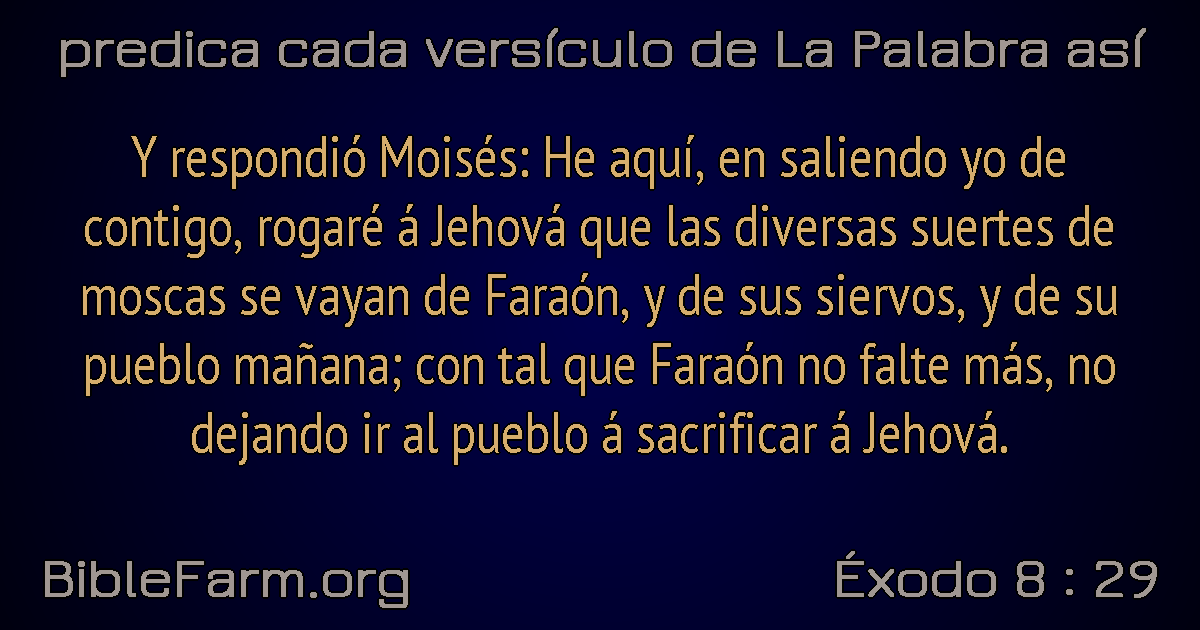 predica cada versículo de La Palabra así
Y respondió Moisés: He aquí, en saliendo yo de
contigo, rogaré á Jehová que las diversas suertes de
moscas se vayan de Faraón, y de sus siervos, y de su
pueblo mañana; con tal que Faraón no falte más, no
dejando ir al pueblo á sacrificar á Jehová.
BibleFarm.org
Éxodo 8 : 29